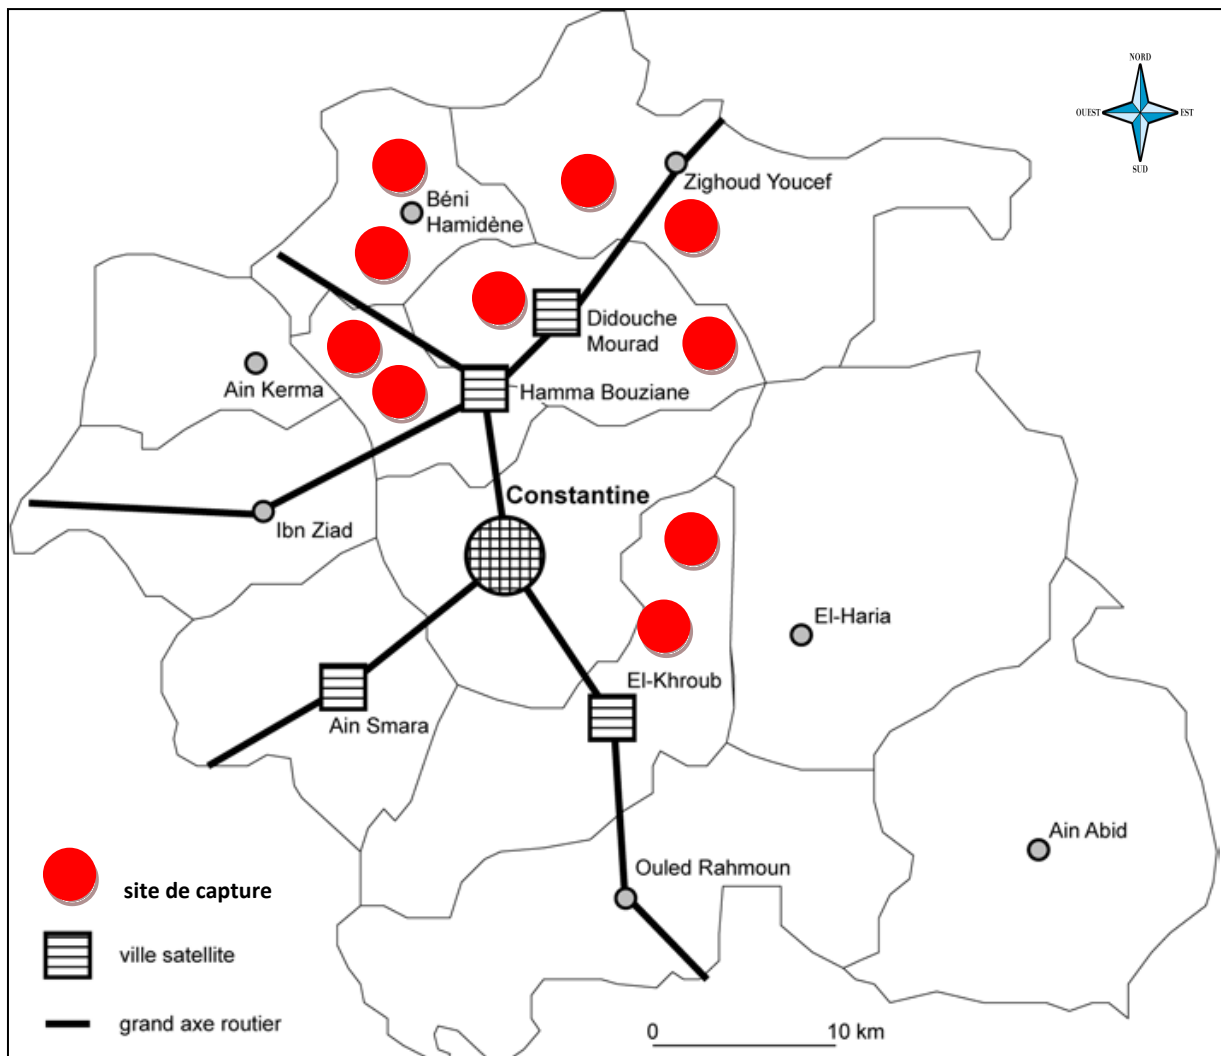 NORD
OUEST
EST
SUD
Zighoud Youcef
Béni
Hamidène
Didouche
Mourad
Ain Kerma
Hamma Bouziane
Constantine
Ibn Ziad
El-Haria
El-Khroub
Ain Smara
Ain Abid
Ouled Rahmoun
site de capture
ville satellite
grand axe routier
0 10 km